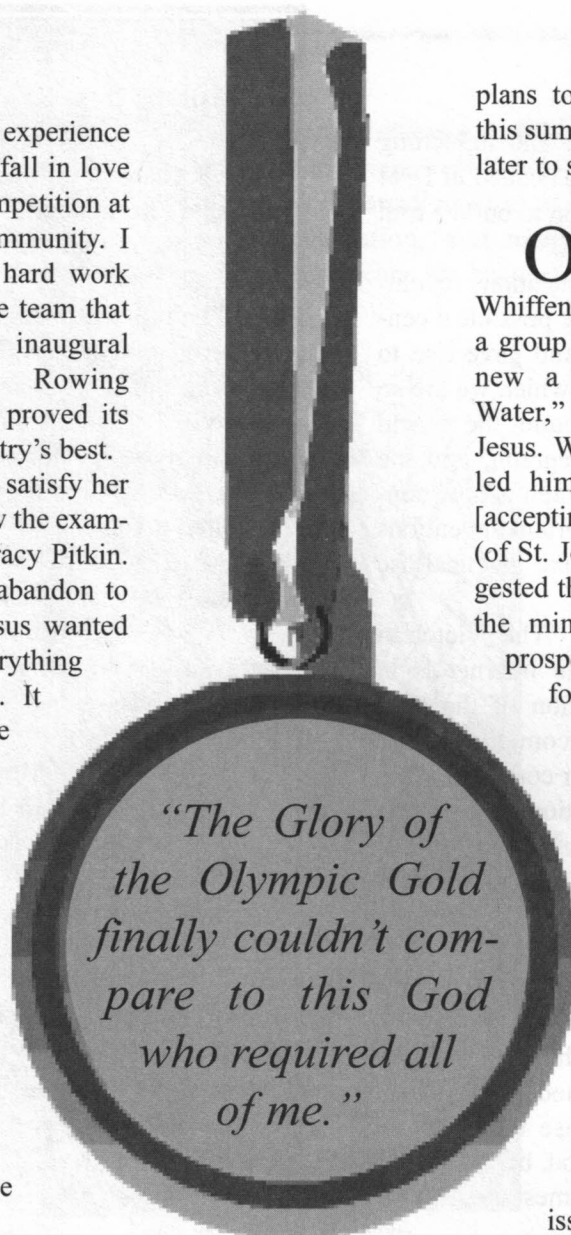 experience
fall in love
mpetition at
mmunity. I
hard work
e team that
inaugural
Rowing
proved its
try's best.
satisfy her
the exam-
racy Pitkin.
abandon to
sus wanted
erything
. It
e
e
“The Glory of
the Olympic Gold
finally couldn't com-
pare to this God
who required all
of me.”
plans to
this sum
later to s
O
Whiffen
a group
new a
Water,”
Jesus. W
led him
[acceptin
(of St. Je
gested th
the min
prosp
fo
iss